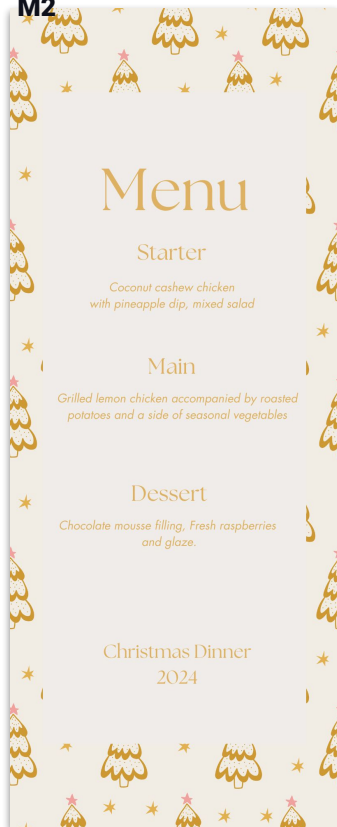 M2
Menu
Starter
Coconut cashew chicken
with pineapple dip, mixed salad
Main
Grilled lemon chicken accompanied by roasted
potatoes and a side of seasonal vegetables
Dessert
Chocolate mousse filling, Fresh raspberries
and glaze.
Christmas Dinner
2024